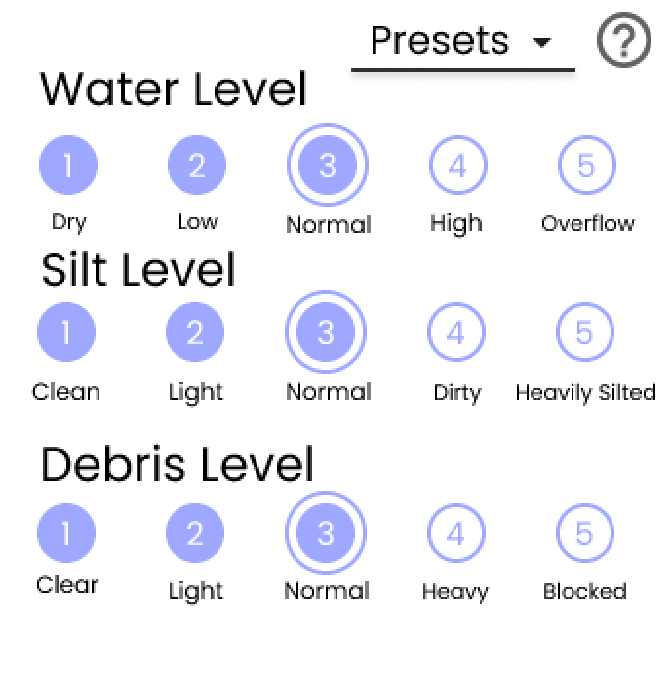 Presets
?
Water Level
1 2 3 4 5
Dry Low Normal High Overflow
Silt Level
1 2 3 4 5
Clean Light Normal Dirty Heavily Silted
Debris Level
1 2 3 4 5
Clear Light Normal Heavy Blocked